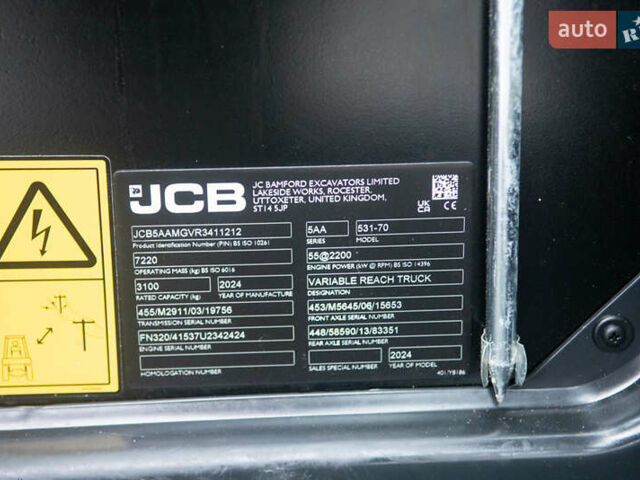 auto
JCB
JC BAMFORD EXCAVATORS LIMITED
LAKESIDE WORKS, ROCESTER,
UTTOXETER, UNITED KINGDOM,
ST14 5JP
UK
CA
CE
JCB5AAMGVR3411212
Product Identification Number (PIN) BS ISO 10261
5AA
531-70
SERIES
MODEL
7220
OPERATING MASS (kg) BS ISO 6016
55@2200
ENGINE POWER (kW @ RPM) BS ISO 14396
3100
2024
RATED CAPACITY (kg)
YEAR OF MANUFACTURE
VARIABLE REACH TRUCK
DESIGNATION
455/M2911/03/19756
TRANSMISSION SERIAL NUMBER
453/M5645/06/15653
FRONT AXLE SERIAL NUMBER
FN320/41537U2342424
ENGINE SERIAL NUMBER
448/58590/13/83351
REAR AXLE SERIAL NUMBER
HOMOLOGATION NUMBER
2024
SALES SPECIAL NUMBER
YEAR OF MODEL
401/Y8186